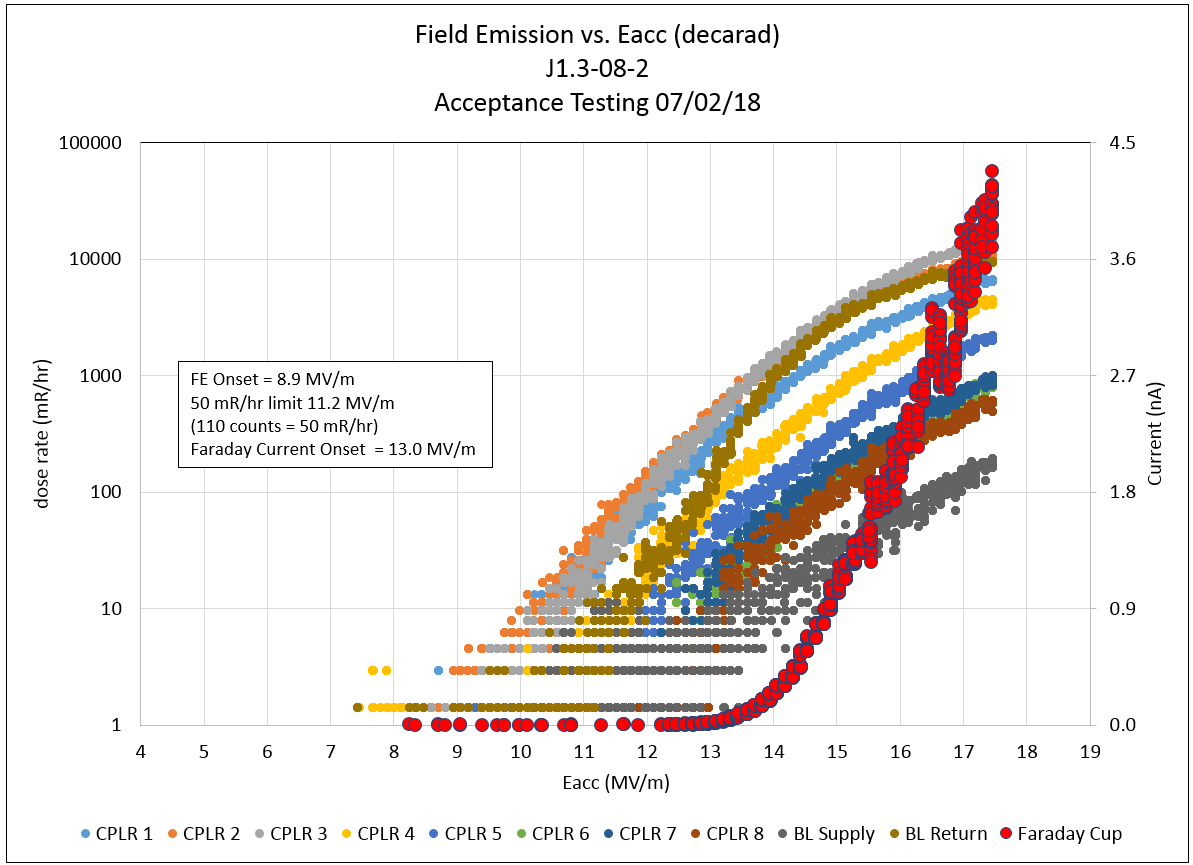 Field Emission vs. Eacc (decarad)
J1.3-08-2
Acceptance Testing 07/02/18
100000
10000
1000
100
10
1
dose rate (mR/hr)
FE Onset = 8.9 MV/m
50 mR/hr limit 11.2 MV/m
(110 counts = 50 mR/hr)
Faraday Current Onset = 13.0 MV/m
4.5
3.6
2.7
1.8
0.9
0.0
Current (nA)
4 5 6 7 8 9 10 11 12 13 14 15 16 17 18 19
Eacc (MV/m)
CPLR 1 CPLR 2 CPLR 3 CPLR 4 CPLR 5 CPLR 6 CPLR 7 CPLR 8 BL Supply BL Return Faraday Cup